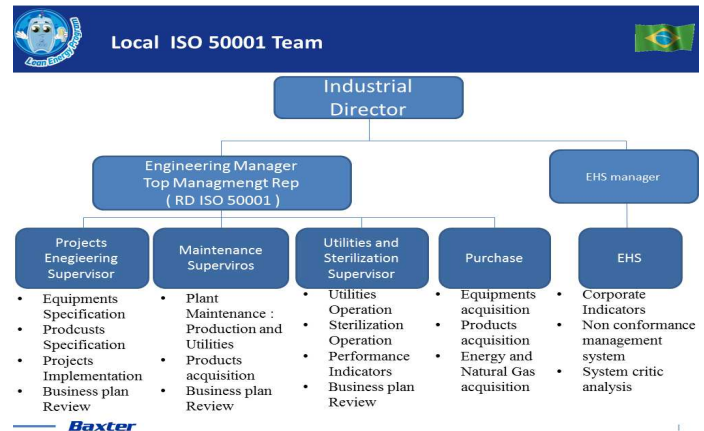 Lean Energy Program
Local ISO 50001 Team
Industrial
Director
Engineering Manager
Top Managmengt Rep
( RD ISO 50001 )
EHS manager
Projects
Enegieering
Supervisor
Maintenance
Superviros
Utilities and
Sterilization
Supervisor
Purchase
EHS
• Equipments
Specification
• Prodcusts
Specification
• Projects
Implementation
• Business plan
Review
• Plant
Maintenance :
Production and
Utilities
• Products
acquisition
• Business plan
Review
• Utilities
Operation
• Sterilization
Operation
• Performance
Indicators
• Business plan
Review
• Equipments
acquisition
• Products
acquisition
• Energy and
Natural Gas
acquisition
• Corporate
Indicators
• Non conformance
management
system
• System critic
analysis
Baxter